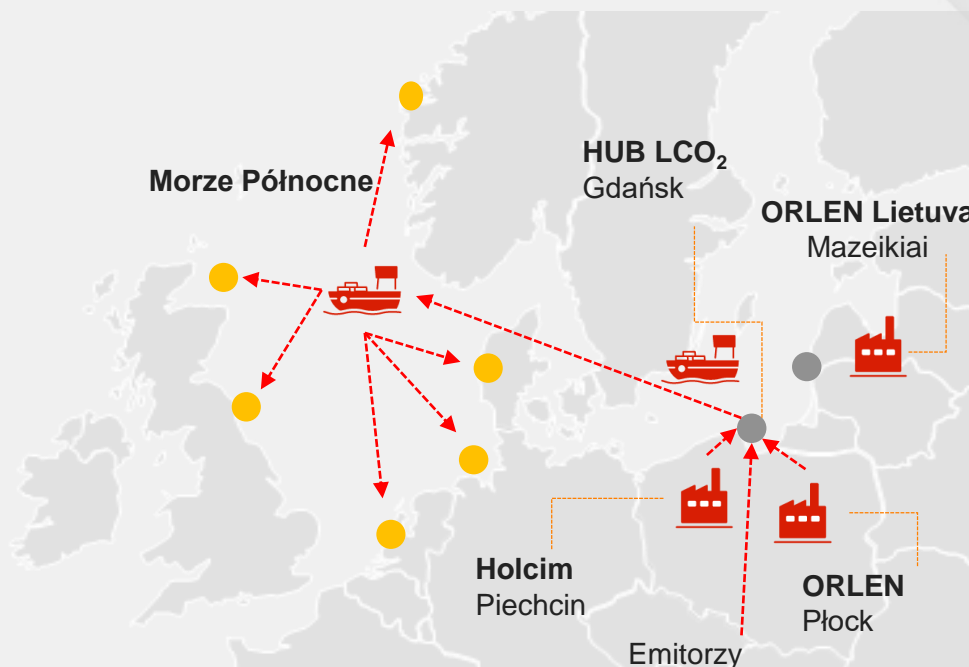 Morze Północne
HUB LCO₂
Gdańsk
ORLEN Lietuva
Mazeikiai
Holcim
Piechcin
ORLEN
Płock
Emitorzy